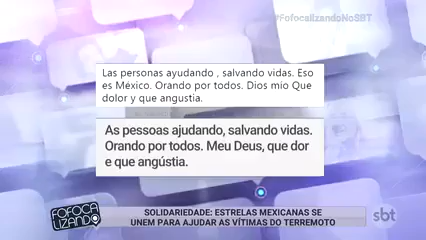 #FofocalizandoNoSBT
Las personas ayudando , salvando vidas. Eso
es México. Orando por todos. Dios mío Que
dolor y que angustia.
As pessoas ajudando, salvando vidas.
Orando por todos. Meu Deus, que dor
e que angústia.
FOFOCA
LIZANDO
SOLIDARIEDADE: ESTRELAS MEXICANAS SE
UNEM PARA AJUDAR AS VÍTIMAS DO TERREMOTO
sbt